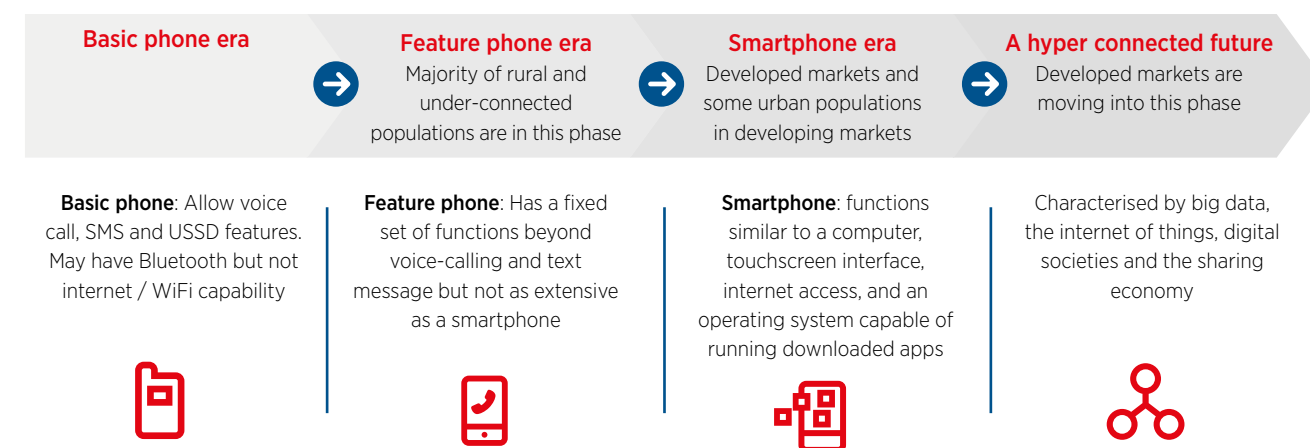 Basic phone era
Feature phone era
Majority of rural and
under-connected
populations are in this phase
Smartphone era
Developed markets and
some urban populations
in developing markets
A hyper connected future
Developed markets are
moving into this phase
Basic phone: Allow voice
call, SMS and USSD features.
May have Bluetooth but not
internet / WiFi capability
Feature phone: Has a fixed
set of functions beyond
voice-calling and text
message but not as extensive
as a smartphone
Smartphone: functions
similar to a computer,
touchscreen interface,
internet access, and an
operating system capable of
running downloaded apps
Characterised by big data,
the internet of things, digital
societies and the sharing
economy